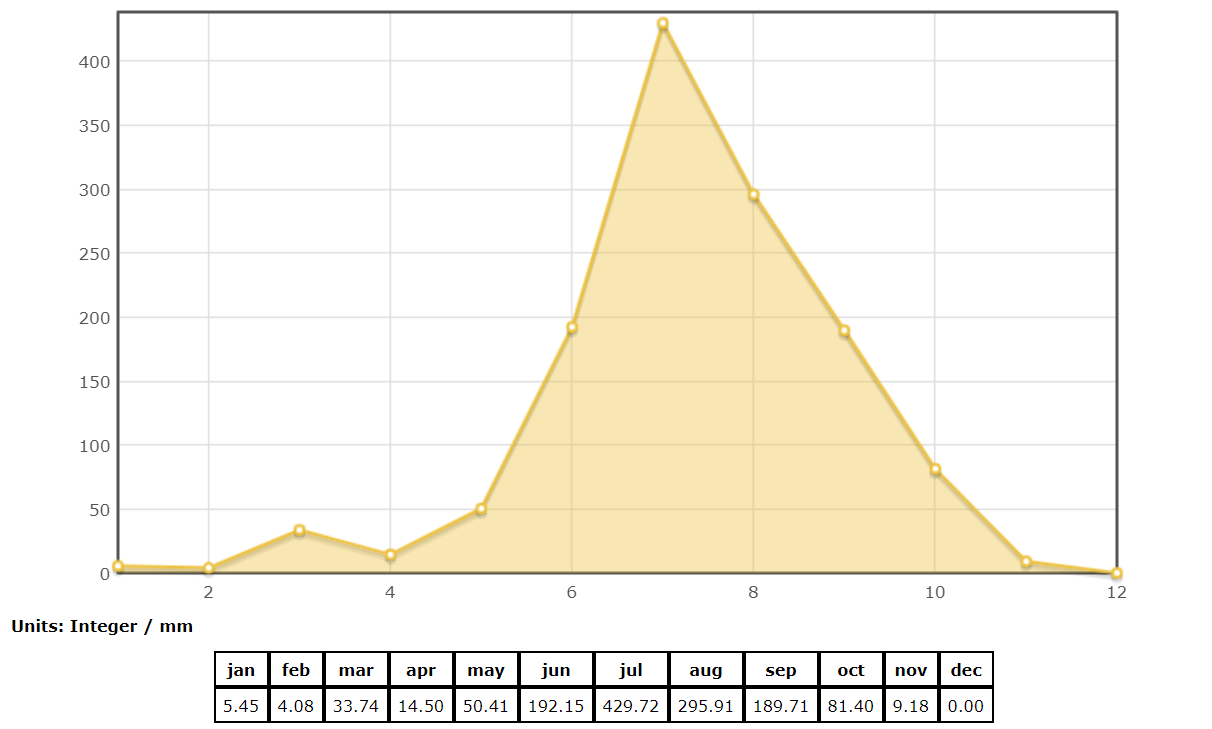 400
350
300
250
200
150
100
50
0
2 4 6 8 10 12
Units: Integer / mm
jan feb mar apr may jun jul aug sep oct nov dec
5.45 4.08 33.74 14.50 50.41 192.15 429.72 295.91 189.71 81.40 9.18 0.00